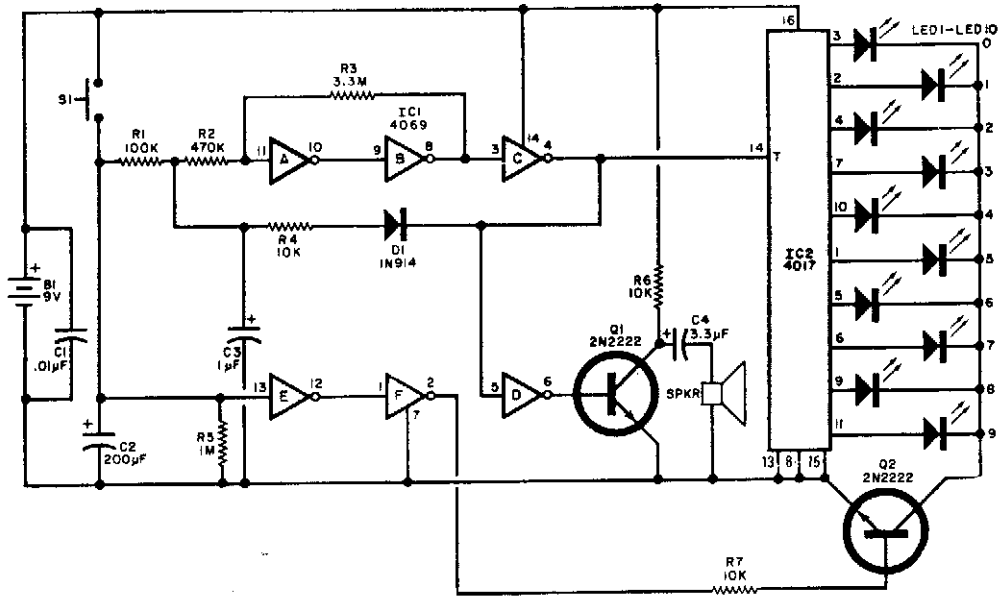 16
LED1-LED10
3
0
R3
3.3M
2
1
S1
IC1
4069
4
2
R1
100K
R2
470K
11
A
10
9
B
8
3
C
14
4
14
T
7
3
10
4
R4
10K
D1
1N914
IC2
4017
1
5
+
B1
9V
R6
10K
5
6
C1
.01µF
+
C3
1µF
Q1
2N2222
+
C4
3.3µF
6
7
13
E
12
1
F
2
7
5
D
6
SPKR
9
8
+
C2
200µF
R5
1M
11
9
13
8
15
Q2
2N2222
R7
10K